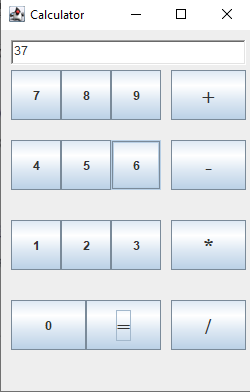 Calculator
37
7 8 9 +
4 5 6 -
1 2 3 *
0 = /